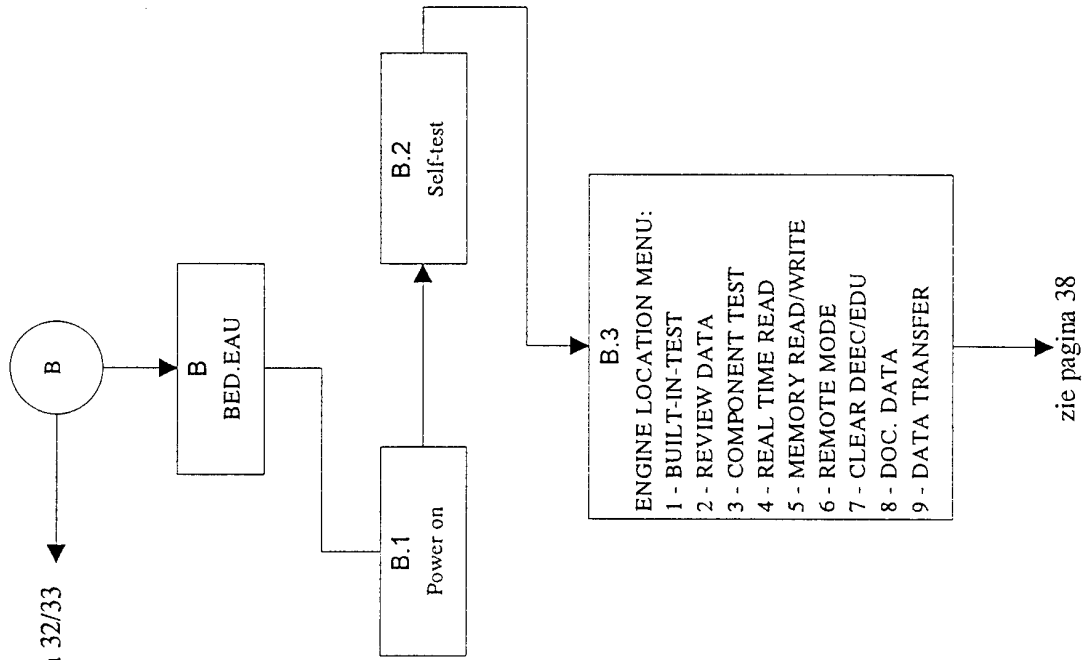 B
32/33
B
BED.EAU
B.1
Power on
B.2
Self-test
B.3
ENGINE LOCATION MENU:
1 - BUILT-IN-TEST
2 - REVIEW DATA
3 - COMPONENT TEST
4 - REAL TIME READ
5 - MEMORY READ/WRITE
6 - REMOTE MODE
7 - CLEAR DEEC/EDU
8 - DOC. DATA
9 - DATA TRANSFER
zie pagina 38